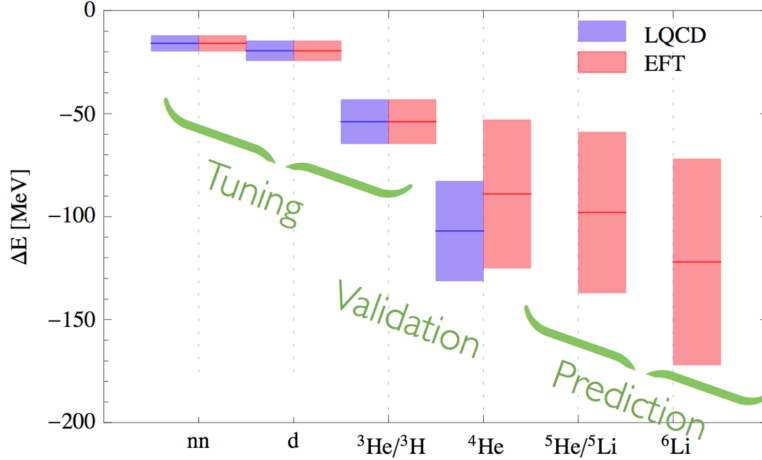 0
−50
−100
−150
−200
ΔE [MeV]
LQCD
EFT
Tuning
Validation
Prediction
nn
d
³He/³H
⁴He
⁵He/⁵Li
⁶Li